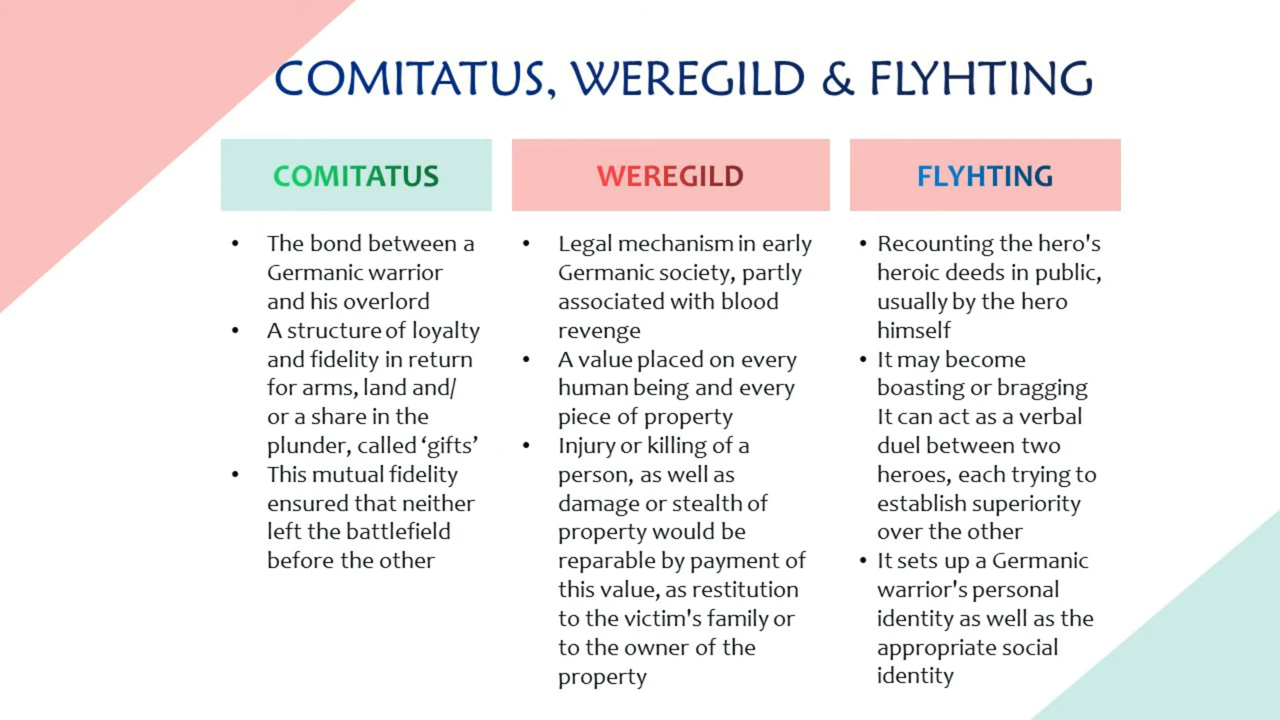 COMITATUS, WEREGILD & FLYHTING
COMITATUS
• The bond between a
Germanic warrior
and his overlord
• A structure of loyalty
and fidelity in return
for arms, land and/
or a share in the
plunder, called ‘gifts’
• This mutual fidelity
ensured that neither
left the battlefield
before the other
WEREGILD
• Legal mechanism in early
Germanic society, partly
associated with blood
revenge
• A value placed on every
human being and every
piece of property
• Injury or killing of a
person, as well as
damage or stealth of
property would be
reparable by payment of
this value, as restitution
to the victim's family or
to the owner of the
property
FLYHTING
• Recounting the hero's
heroic deeds in public,
usually by the hero
himself
• It may become
boasting or bragging
It can act as a verbal
duel between two
heroes, each trying to
establish superiority
over the other
• It sets up a Germanic
warrior's personal
identity as well as the
appropriate social
identity